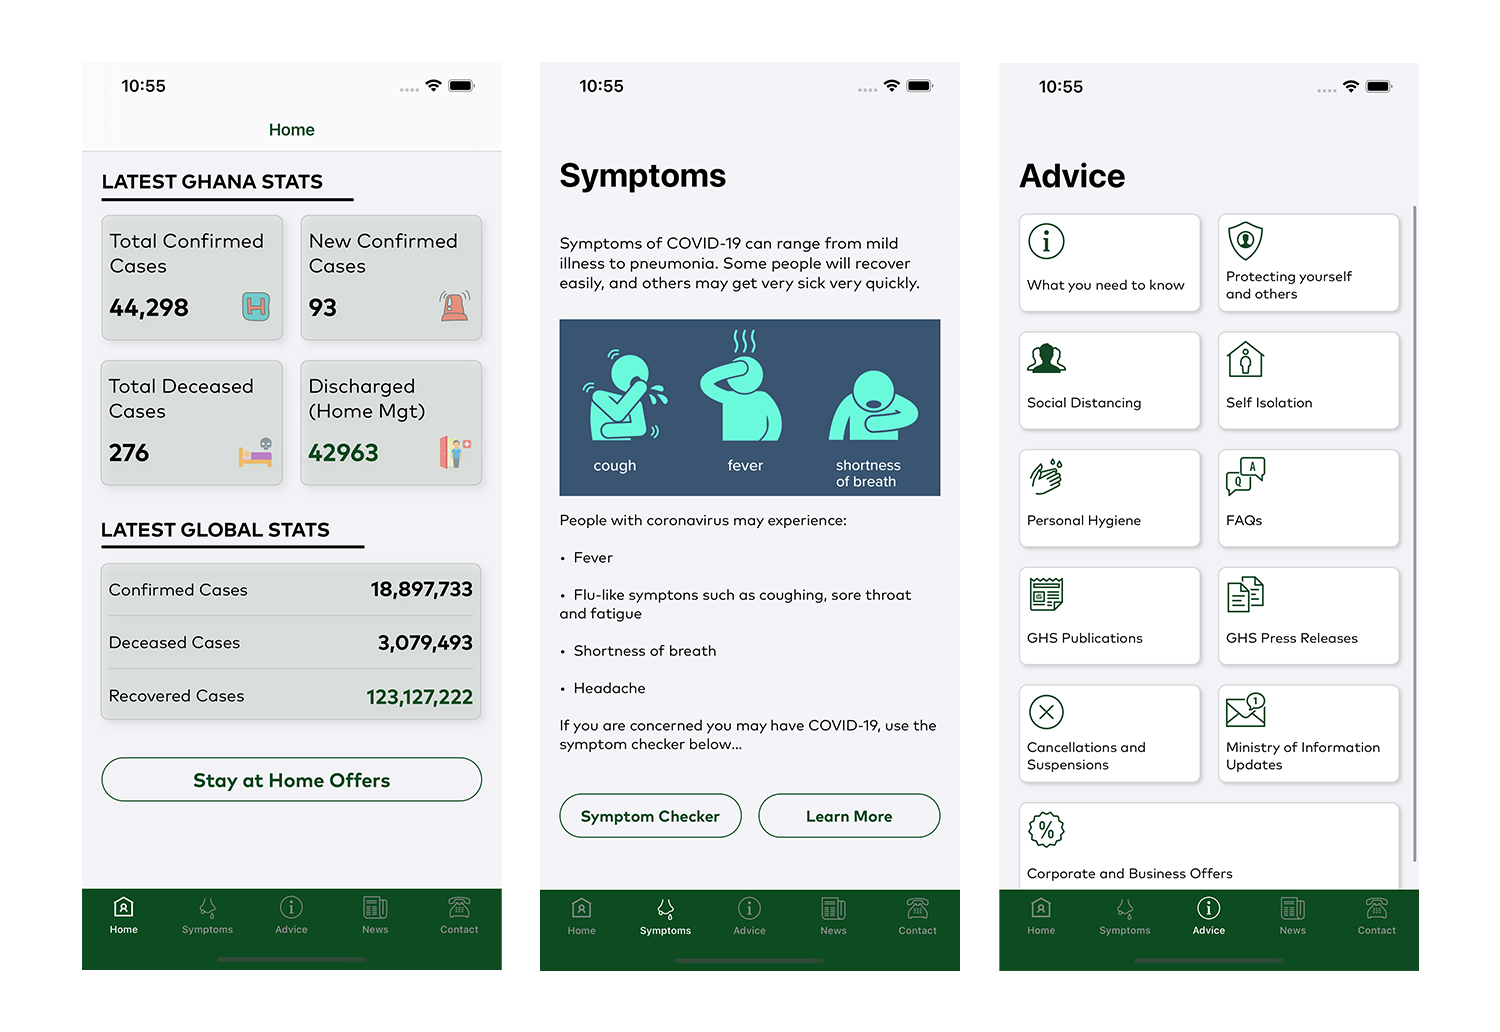 10:55
Home
LATEST GHANA STATS
Total Confirmed
Cases
44,298
New Confirmed
Cases
93
Total Deceased
Cases
276
Discharged
(Home Mgt)
42963
LATEST GLOBAL STATS
Confirmed Cases 18,897,733
Deceased Cases 3,079,493
Recovered Cases 123,127,222
Stay at Home Offers
Home Symptoms Advice News Contact
10:55
Symptoms
Symptoms of COVID-19 can range from mild
illness to pneumonia. Some people will recover
easily, and others may get very sick very quickly.
cough
fever
shortness
of breath
People with coronavirus may experience:
• Fever
• Flu-like symptons such as coughing, sore throat
and fatigue
• Shortness of breath
• Headache
If you are concerned you may have COVID-19, use the
symptom checker below...
Symptom Checker
Learn More
Home Symptoms Advice News Contact
10:55
Advice
What you need to know
Protecting yourself
and others
Social Distancing
Self Isolation
Personal Hygiene
Q A
FAQs
GHS Publications
GHS Press Releases
Cancellations and
Suspensions
1
Ministry of Information
Updates
%
Corporate and Business Offers
Home Symptoms Advice News Contact